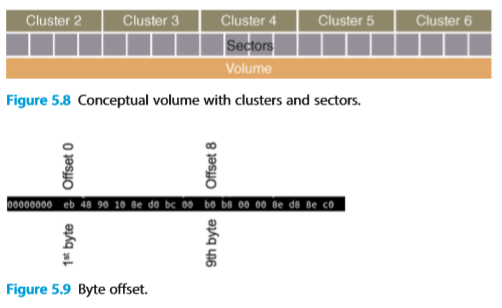 Cluster 2 Cluster 3 Cluster 4 Cluster 5 Cluster 6
Sectors
Volume
Figure 5.8 Conceptual volume with clusters and sectors.
Offset 0 Offset 8
00000000 eb 48 90 10 8e d0 bc 00 b0 b8 00 00 8e d8 8e c0
1st byte 9th byte
Figure 5.9 Byte offset.